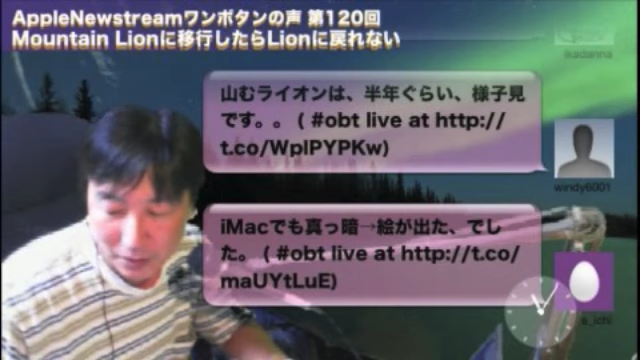 AppleNewstreamワンボタンの声 第120回
Mountain Lionに移行したらLionに戻れない
山むライオンは、半年ぐらい、様子見
です。。 ( #obt live at http://
t.co/WplPYPKw)
windy6001
iMacでも真っ暗→絵が出た、でし
た。 ( #obt live at http://t.co/
maUYtLuE)